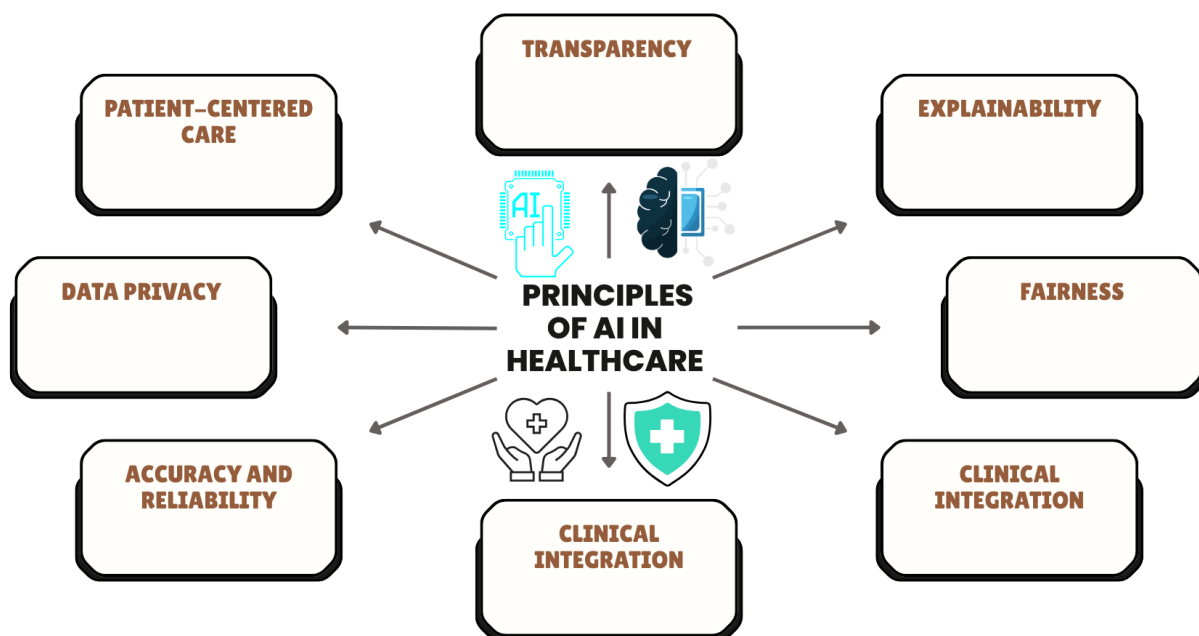 TRANSPARENCY
PATIENT-CENTERED
CARE
EXPLAINABILITY
AI
DATA PRIVACY
PRINCIPLES
OF AI IN
HEALTHCARE
FAIRNESS
ACCURACY AND
RELIABILITY
CLINICAL
INTEGRATION
CLINICAL
INTEGRATION